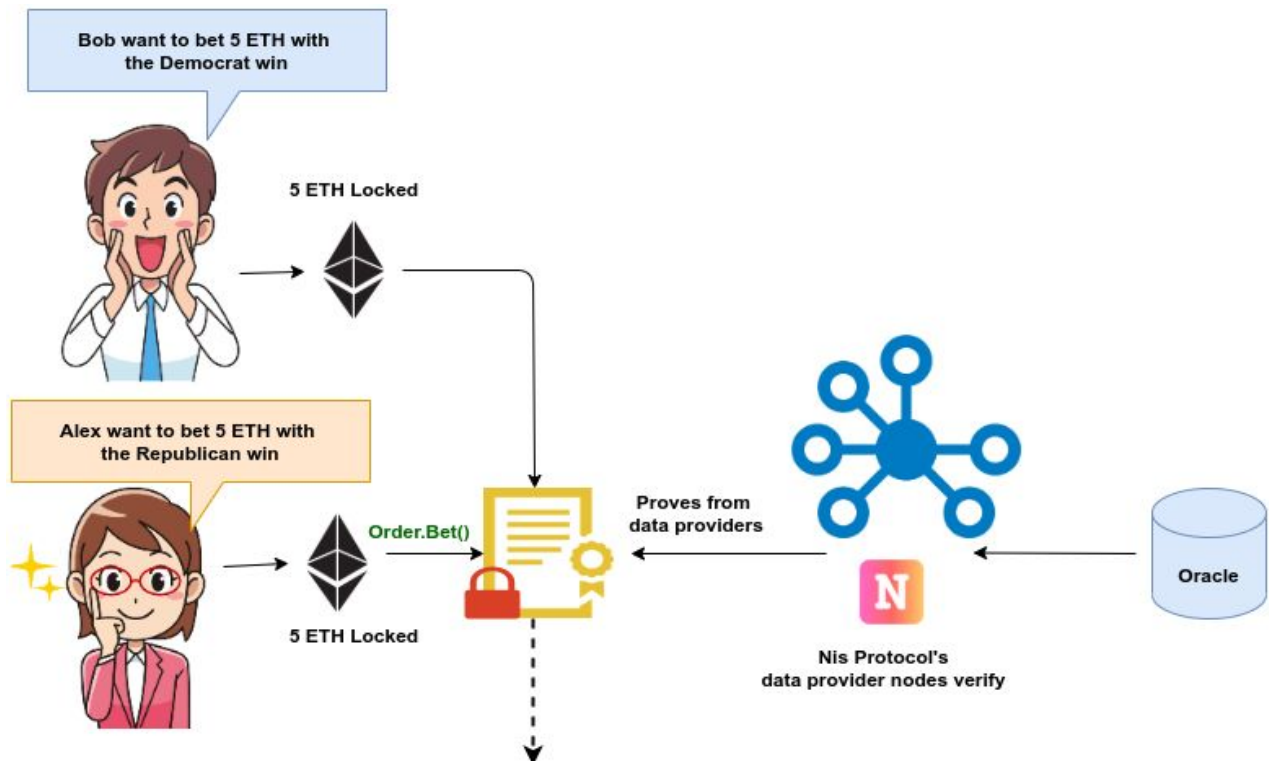 Bob want to bet 5 ETH with
the Democrat win
5 ETH Locked
Alex want to bet 5 ETH with
the Republican win
Order.Bet()
5 ETH Locked
Proves from
data providers
N
Nis Protocol's
data provider nodes verify
Oracle